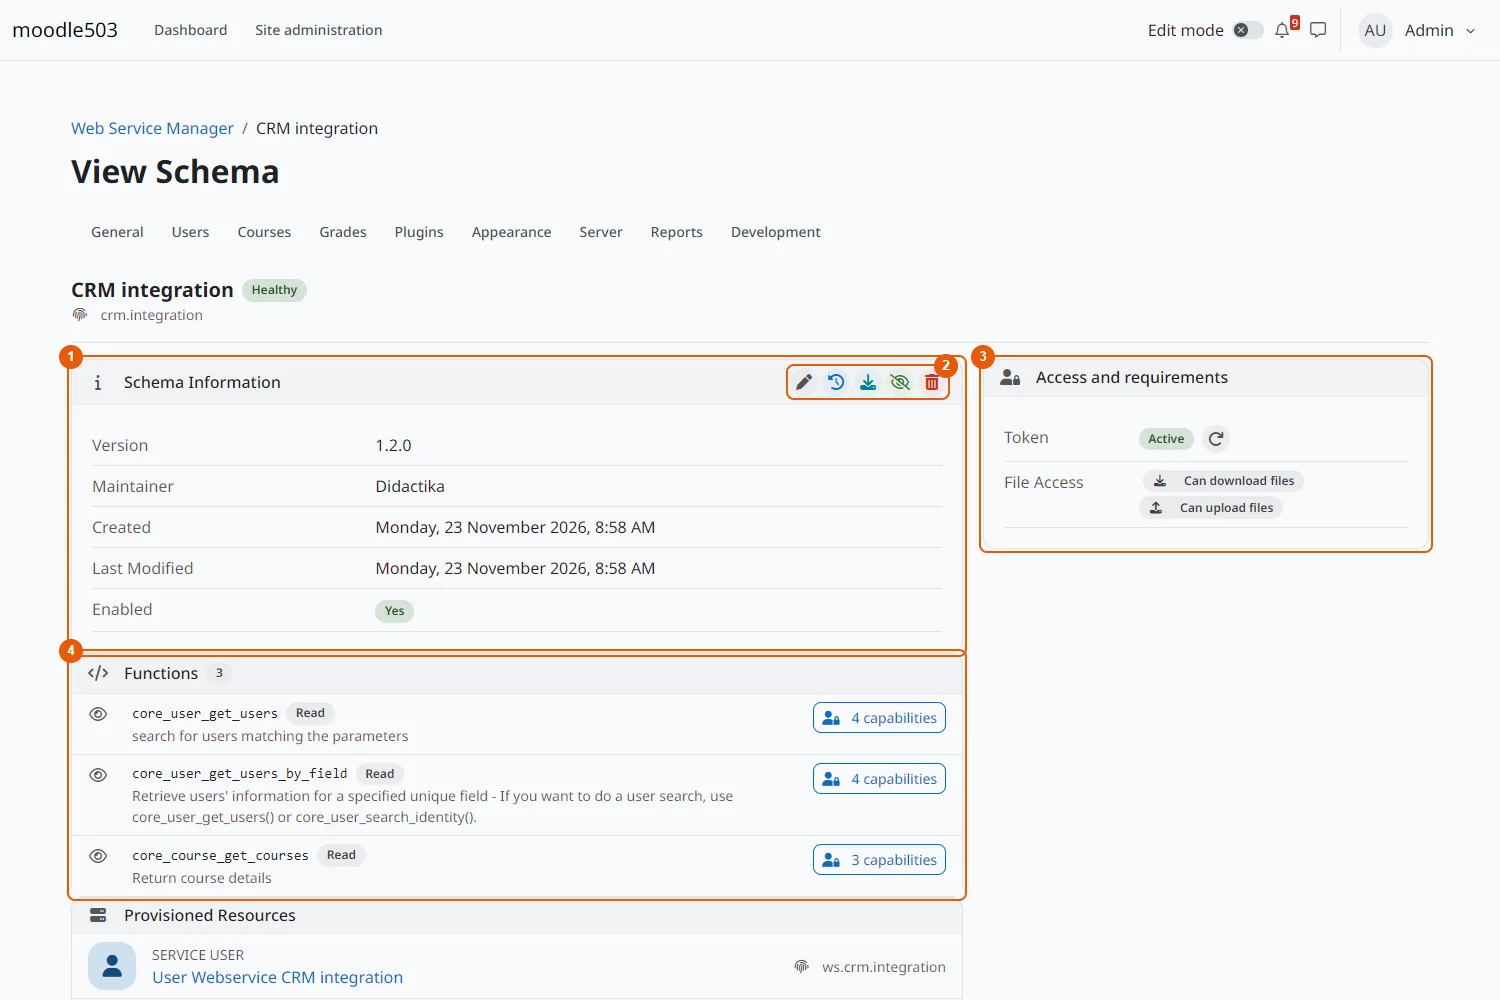 moodle503 Dashboard Site administration Edit mode 9 AU Admin
Web Service Manager / CRM integration
View Schema
General Users Courses Grades Plugins Appearance Server Reports Development
CRM integration Healthy
crm.integration
1
Schema Information
2
Version 1.2.0
Maintainer Didactika
Created Monday, 23 November 2026, 8:58 AM
Last Modified Monday, 23 November 2026, 8:58 AM
Enabled Yes
3
Access and requirements
Token Active
File Access Can download files
Can upload files
4
Functions 3
core_user_get_users Read 4 capabilities
search for users matching the parameters
core_user_get_users_by_field Read 4 capabilities
Retrieve users' information for a specified unique field - If you want to do a user search, use
core_user_get_users() or core_user_search_identity().
core_course_get_courses Read 3 capabilities
Return course details
Provisioned Resources
SERVICE USER
User Webservice CRM integration ws.crm.integration